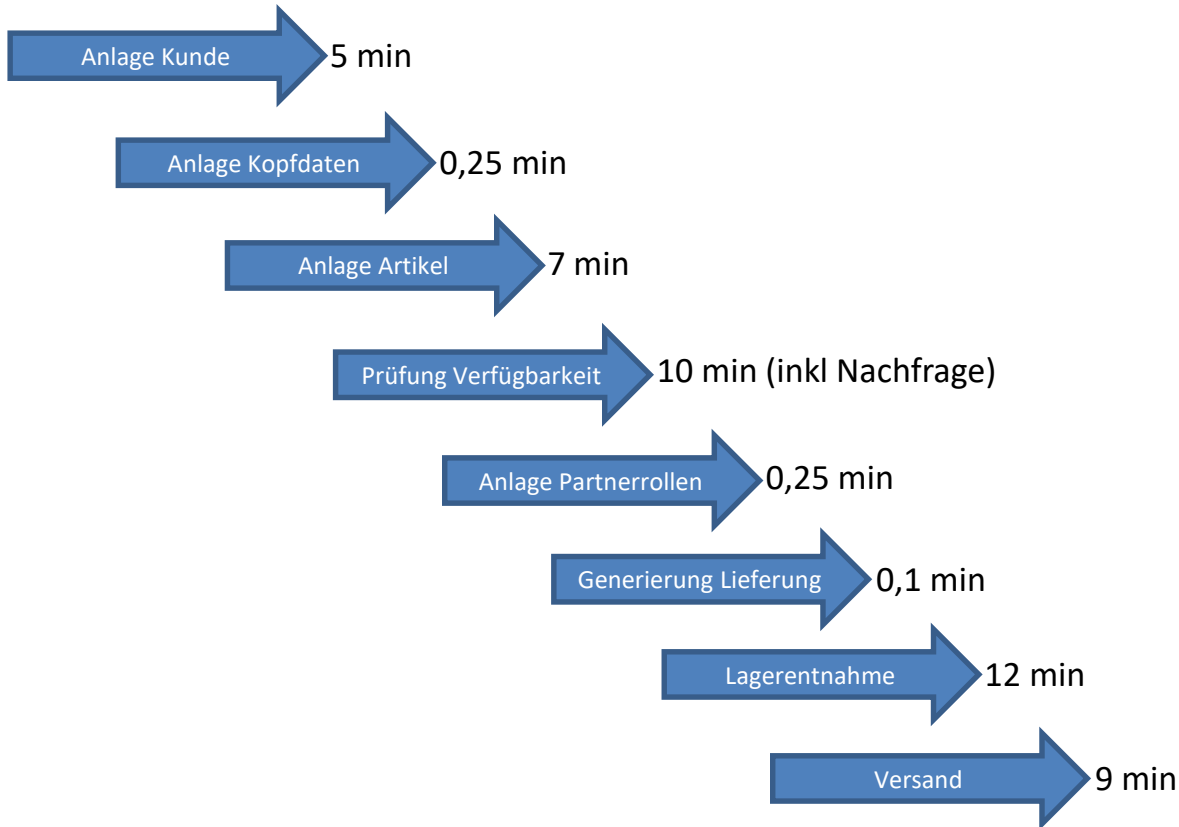 Anlage Kunde 5 min
Anlage Kopfdaten 0,25 min
Anlage Artikel 7 min
Prüfung Verfügbarkeit 10 min (inkl Nachfrage)
Anlage Partnerrollen 0,25 min
Generierung Lieferung 0,1 min
Lagerentnahme 12 min
Versand 9 min